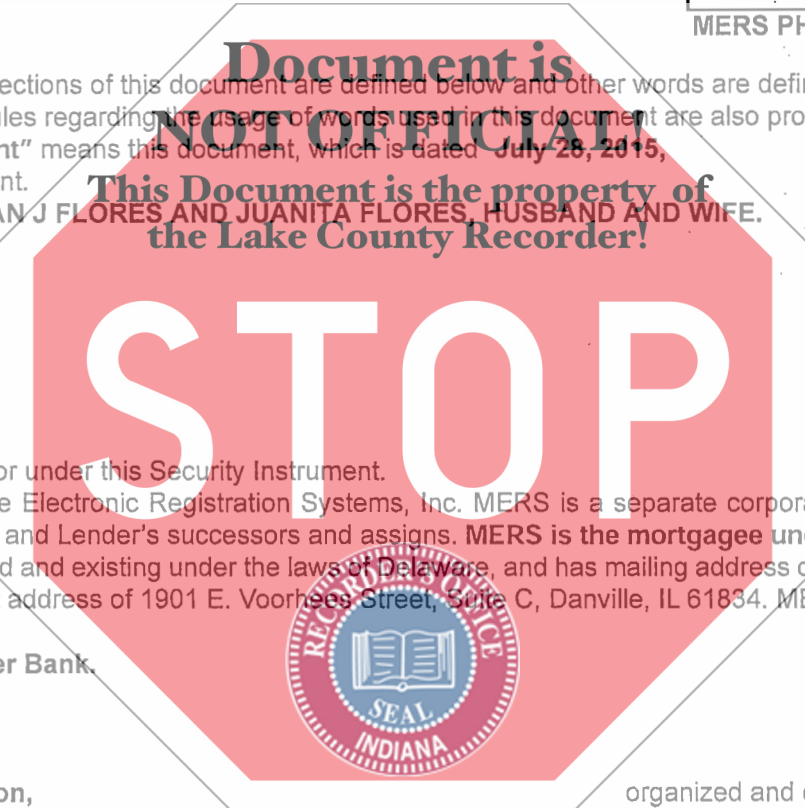 MERS PH
Document is
ections of this document are defined below and other words are defi
les regarding the usage of words used in this document are also pro
NOT OFFICIAL!
nt" means this document, which is dated July 28, 2015,
nt.
This Document is the property of
AN J FLORES AND JUANITA FLORES, HUSBAND AND WIFE.
the Lake County Recorder!
STOP
or under this Security Instrument.
e Electronic Registration Systems, Inc. MERS is a separate corpora
and Lender's successors and assigns. MERS is the mortgagee un
d and existing under the laws of Delaware, and has mailing address o
address of 1901 E. Voorhees Street, Suite C, Danville, IL 61834. ME
RECORDER'S OFFICE
SEAL
INDIANA
er Bank.
on,
organized and e